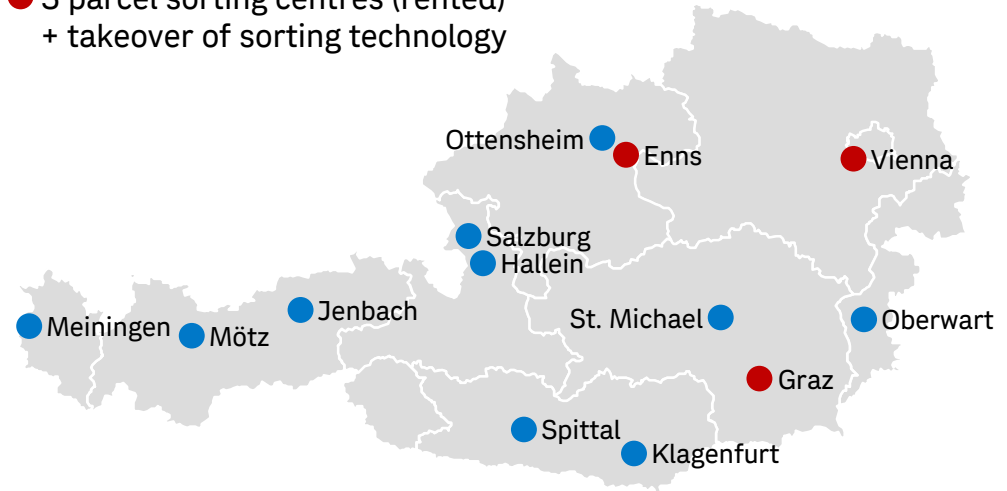 3 parcel sorting centres (rented)
+ takeover of sorting technology
Ottensheim
Enns
Vienna
Salzburg
Hallein
Jenbach
Meiningen
Mötz
St. Michael
Oberwart
Graz
Spittal
Klagenfurt